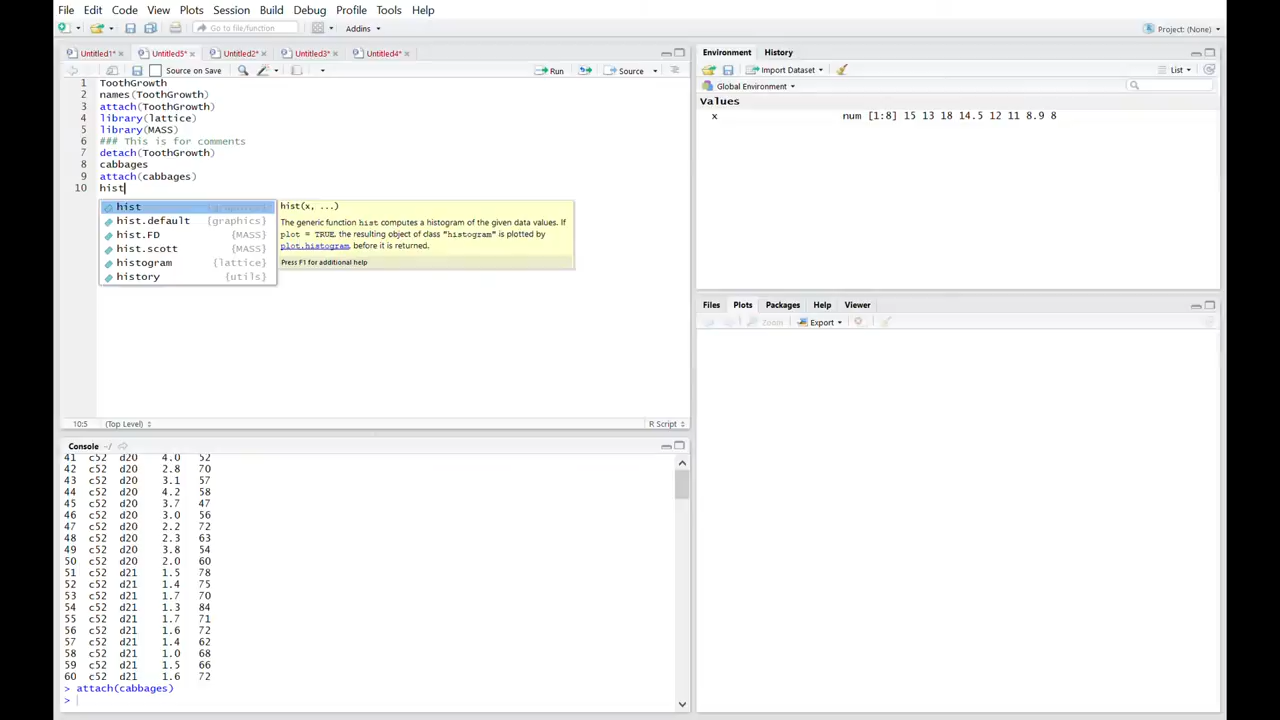 File Edit Code View Plots Session Build Debug Profile Tools Help
Go to file/function Addins Project: (None)
Untitled1* Untitled5* Untitled2* Untitled3* Untitled4*
Source on Save Run Source
1 ToothGrowth
2 names(ToothGrowth)
3 attach(ToothGrowth)
4 library(lattice)
5 library(MASS)
6 ### This is for comments
7 detach(ToothGrowth)
8 cabbages
9 attach(cabbages)
10 hist
hist
hist.default {graphics}
hist.FD {MASS}
hist.scott {MASS}
histogram {lattice}
history {utils}
hist(x, ...)
The generic function hist computes a histogram of the given data values. If
plot = TRUE, the resulting object of class "histogram" is plotted by
plot.histogram, before it is returned.
Press F1 for additional help
10:5 (Top Level) R Script
Console ~/
41 c52 d20 4.0 52
42 c52 d20 2.8 70
43 c52 d20 3.1 57
44 c52 d20 4.2 58
45 c52 d20 3.7 47
46 c52 d20 3.0 56
47 c52 d20 2.2 72
48 c52 d20 2.3 63
49 c52 d20 3.8 54
50 c52 d20 2.0 60
51 c52 d21 1.5 78
52 c52 d21 1.4 75
53 c52 d21 1.7 70
54 c52 d21 1.3 84
55 c52 d21 1.7 71
56 c52 d21 1.6 72
57 c52 d21 1.4 62
58 c52 d21 1.0 68
59 c52 d21 1.5 66
60 c52 d21 1.6 72
> attach(cabbages)
>
Environment History
Import Dataset List
Global Environment
Values
x num [1:8] 15 13 18 14.5 12 11 8.9 8
Files Plots Packages Help Viewer
Zoom Export